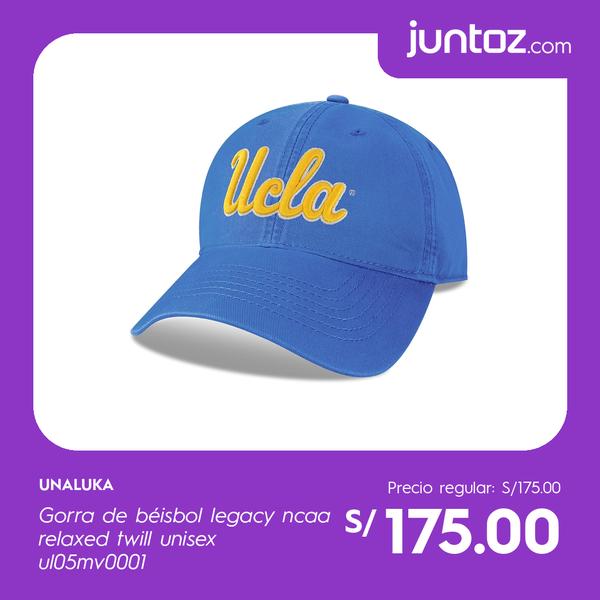 juntoz.com
Ucla®
UNALUKA
Gorra de béisbol legacy ncaa
relaxed twill unisex
ul05mv0001
Precio regular: S/175.00
S/175.00